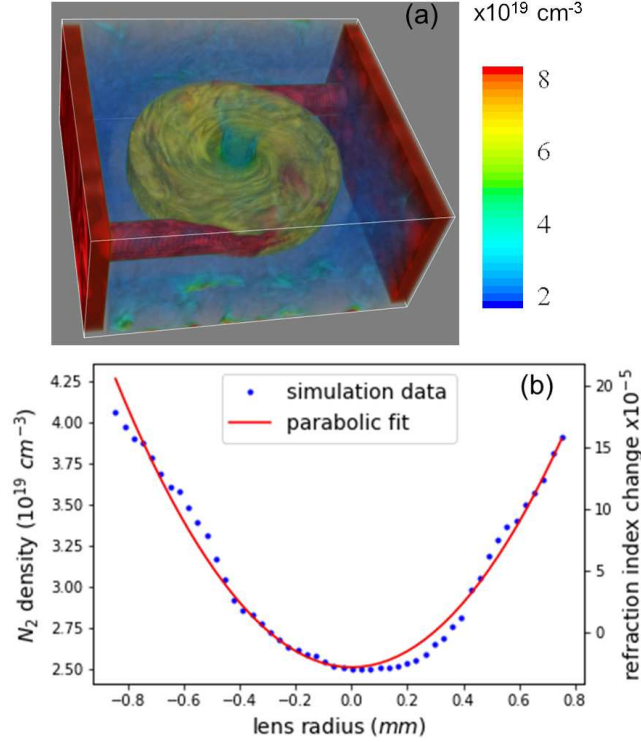 (a)
x10¹⁹ cm⁻³
8
6
4
2
(b)
simulation data
parabolic fit
N₂ density (10¹⁹ cm⁻³)
4.25
4.00
3.75
3.50
3.25
3.00
2.75
2.50
−0.8 −0.6 −0.4 −0.2 0.0 0.2 0.4 0.6 0.8
lens radius (mm)
20
15
10
5
0
refraction index change x10⁻⁵